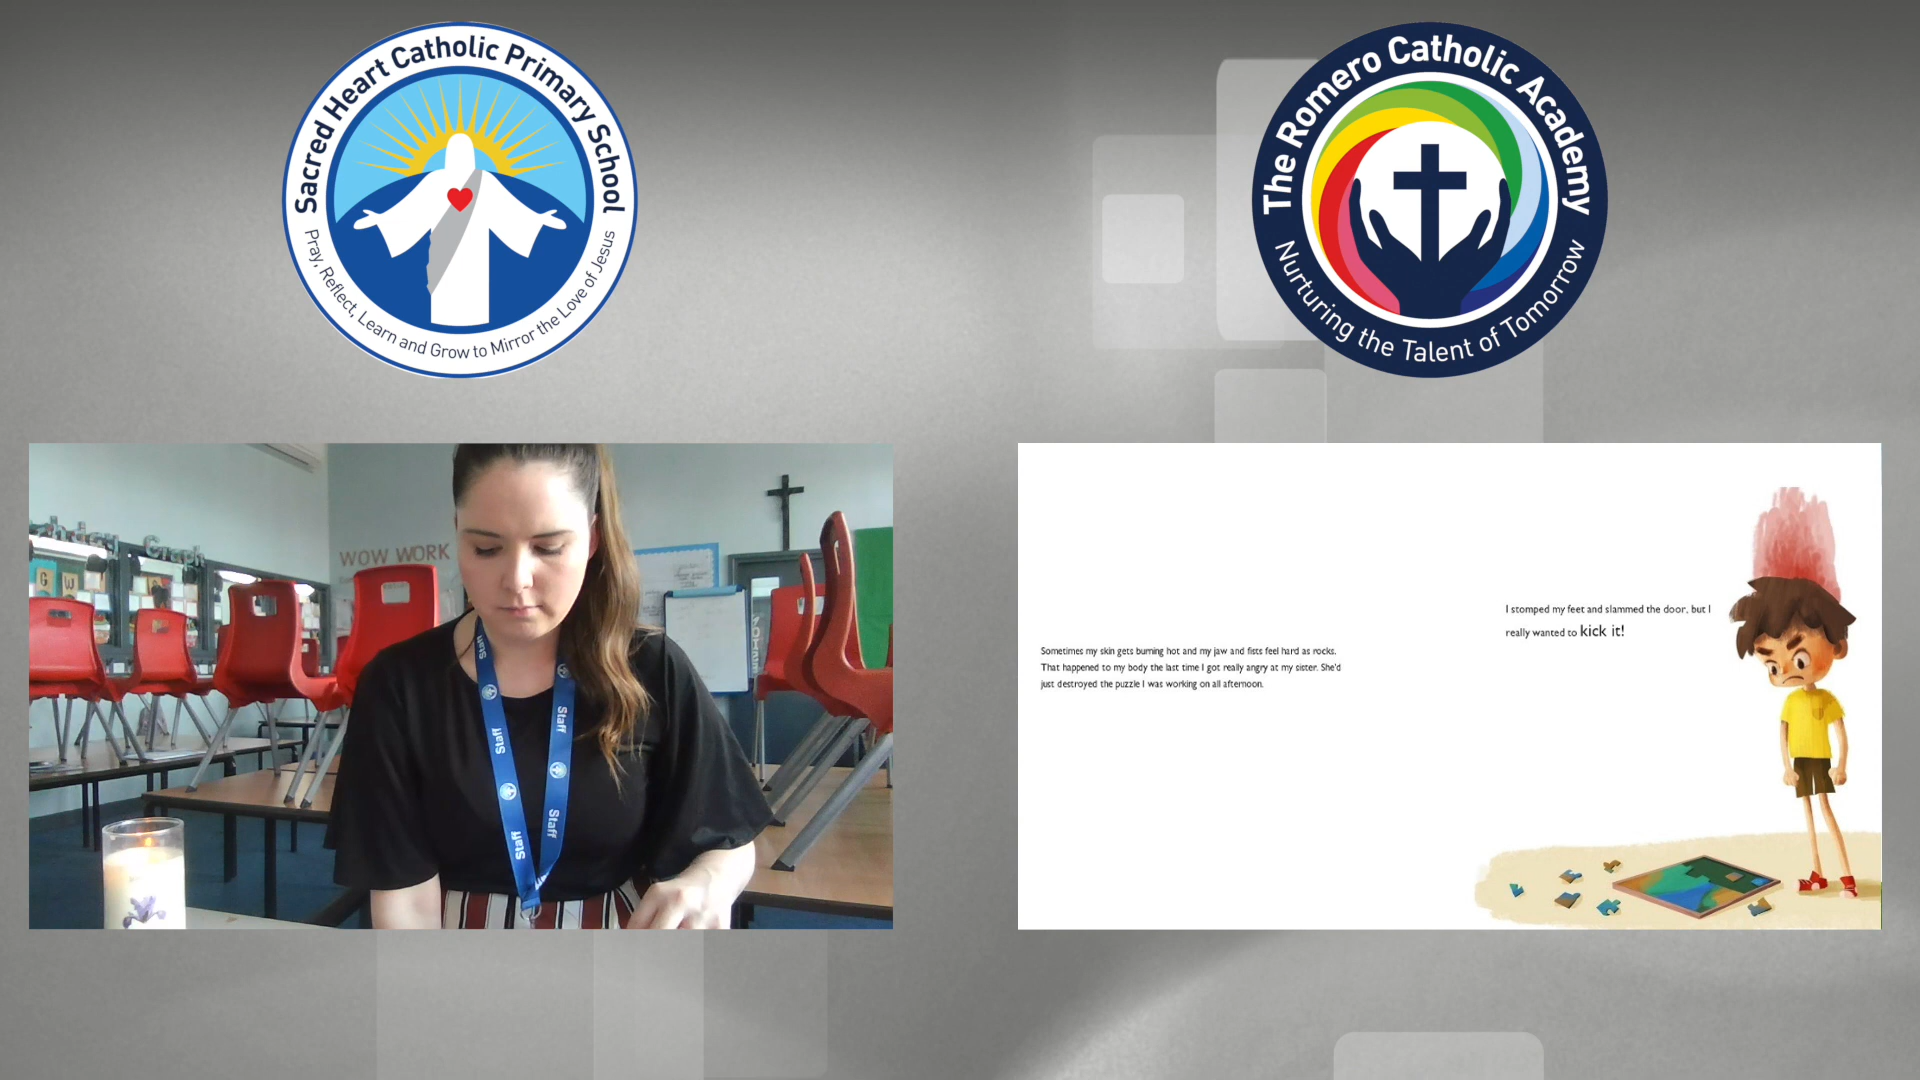 Sacred Heart Catholic Primary School
Pray, Reflect, Learn and Grow to Mirror the Love of Jesus
The Romero Catholic Academy
Nurturing the Talent of Tomorrow
WOW WORK
G W
Staff
Staff
Staff
Staff
Staff
Sometimes my skin gets burning hot and my jaw and fists feel hard as rocks.
That happened to my body the last time I got really angry at my sister. She'd
just destroyed the puzzle I was working on all afternoon.
I stomped my feet and slammed the door, but I
really wanted to kick it!